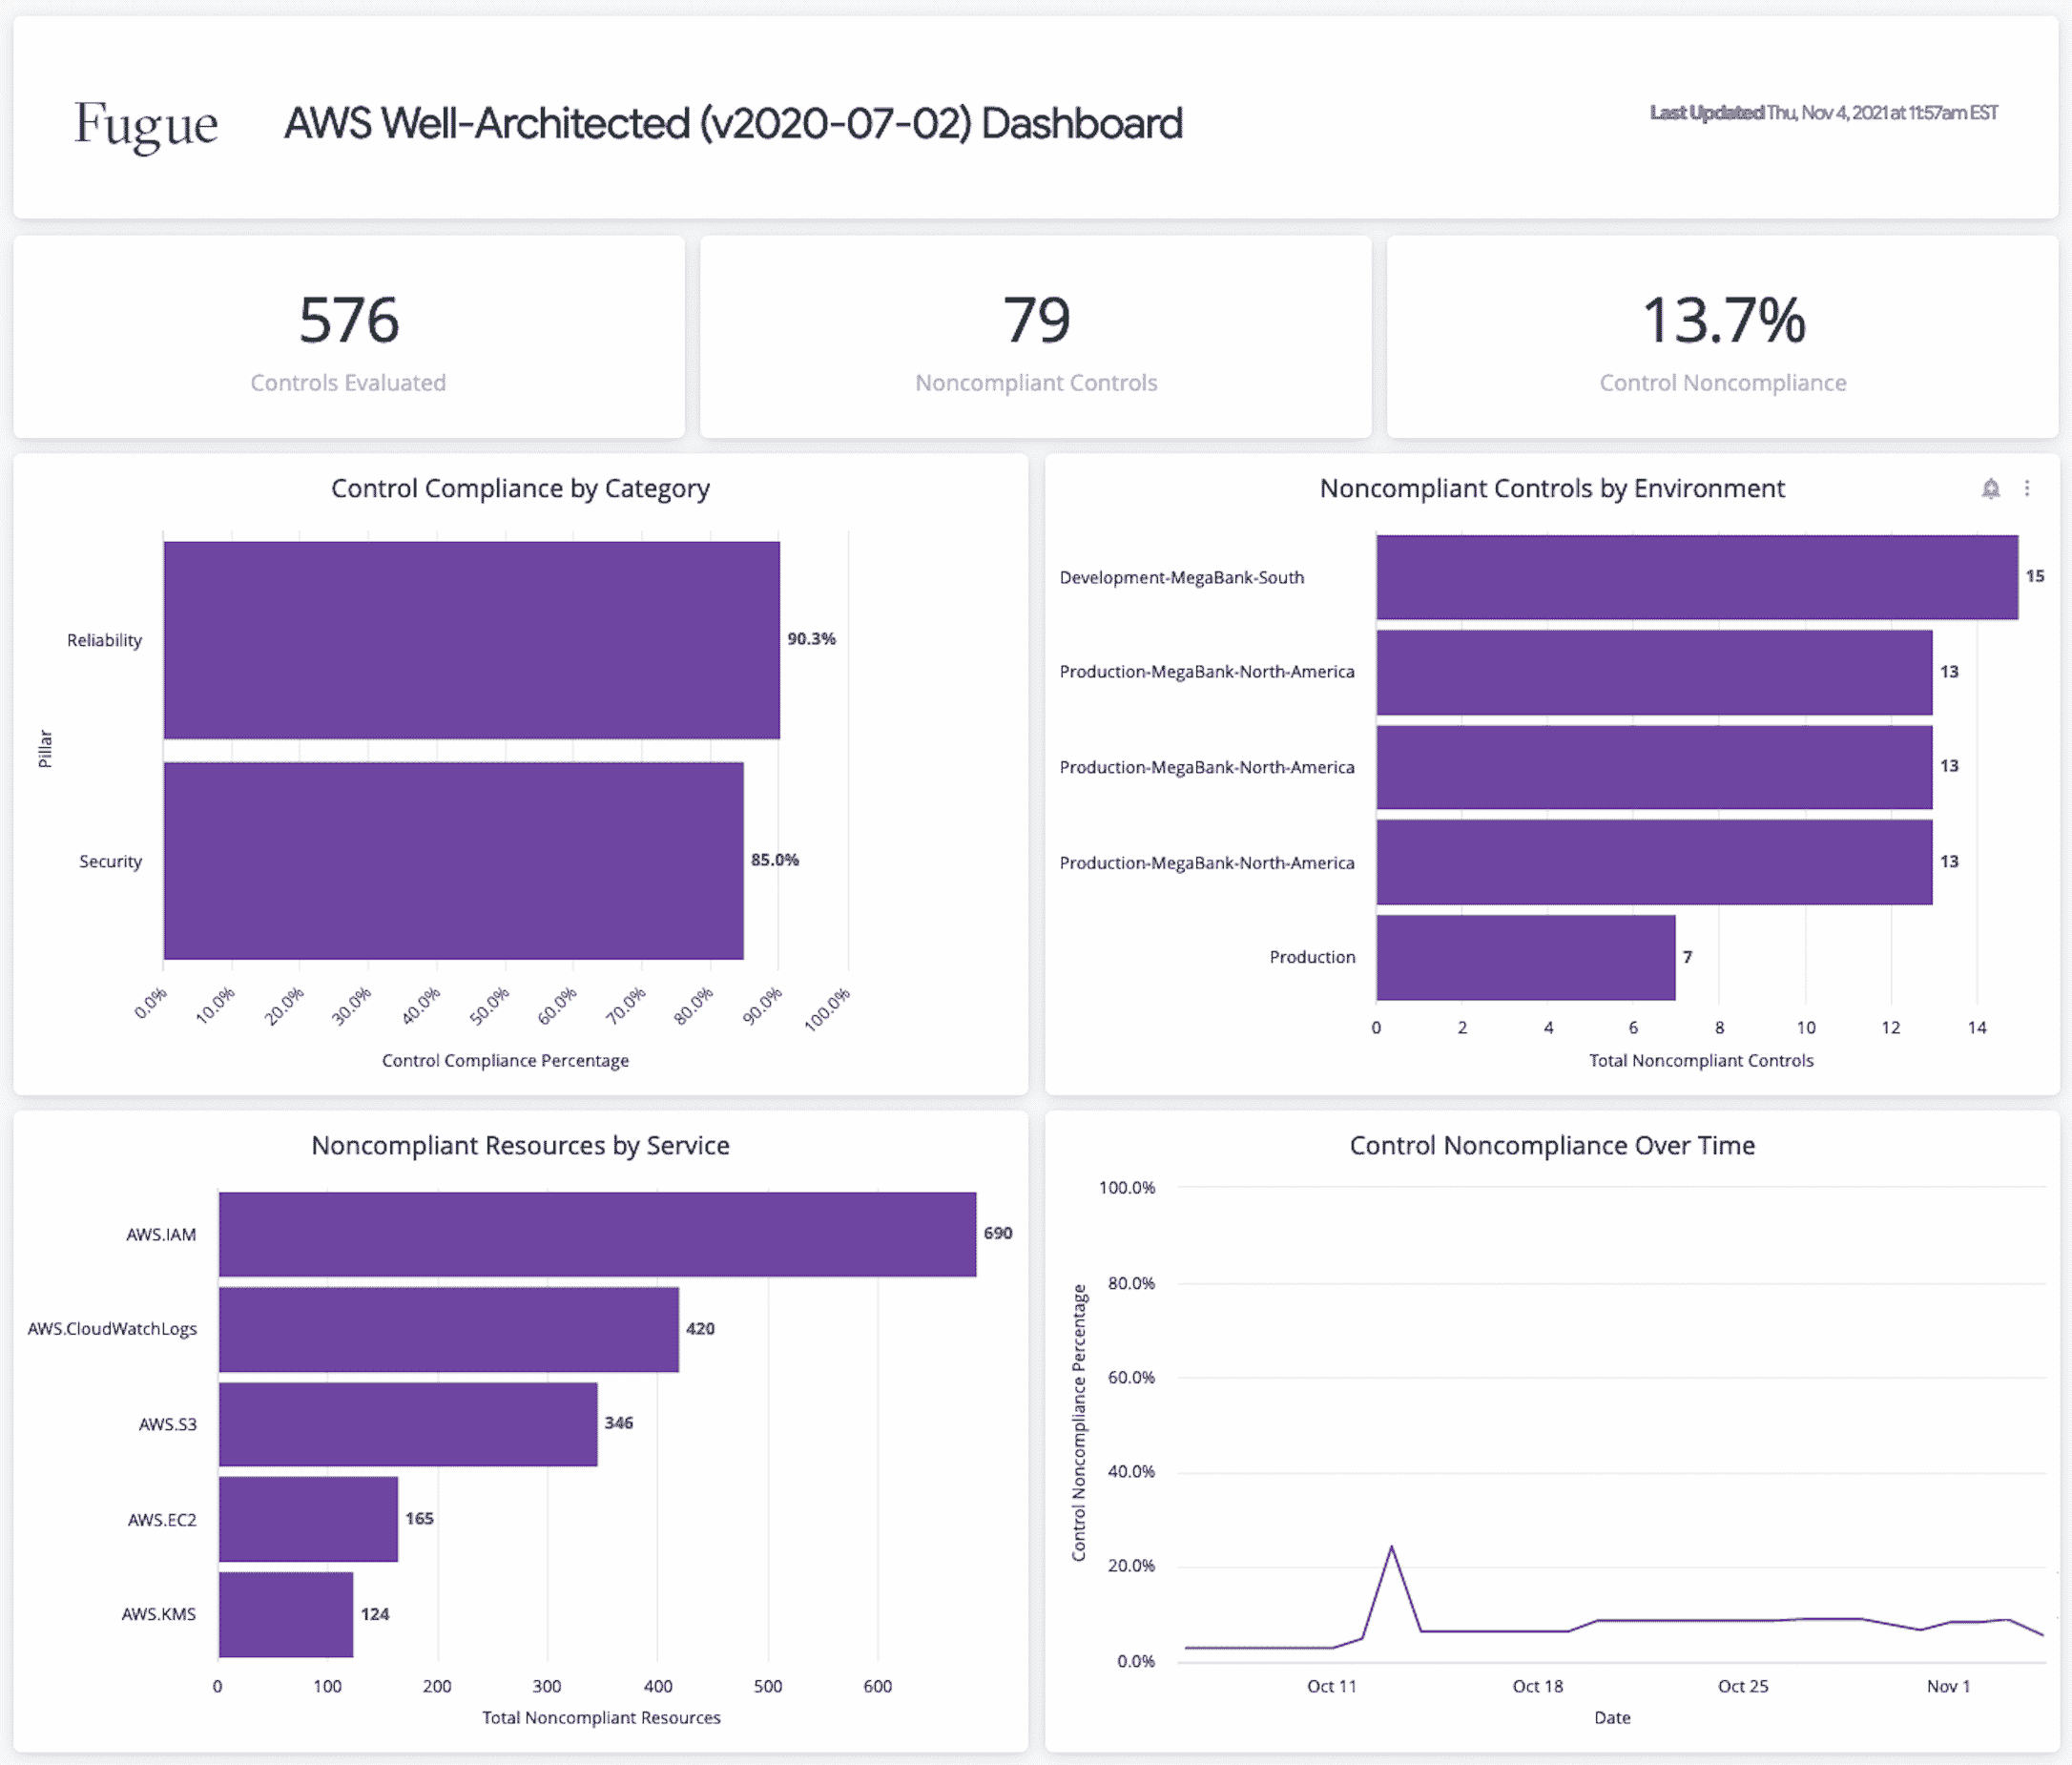 Fugue
AWS Well-Architected (v2020-07-02) Dashboard
Last Updated Thu, Nov 4, 2021 at 11:57am EST
576
Controls Evaluated
79
Noncompliant Controls
13.7%
Control Noncompliance
Control Compliance by Category
Pillar
Reliability
90.3%
Security
85.0%
0.0% 10.0% 20.0% 30.0% 40.0% 50.0% 60.0% 70.0% 80.0% 90.0% 100.0%
Control Compliance Percentage
Noncompliant Controls by Environment
Development-MegaBank-South 15
Production-MegaBank-North-America 13
Production-MegaBank-North-America 13
Production-MegaBank-North-America 13
Production 7
0 2 4 6 8 10 12 14
Total Noncompliant Controls
Noncompliant Resources by Service
AWS.IAM 690
AWS.CloudWatchLogs 420
AWS.S3 346
AWS.EC2 165
AWS.KMS 124
0 100 200 300 400 500 600
Total Noncompliant Resources
Control Noncompliance Over Time
Control Noncompliance Percentage
100.0%
80.0%
60.0%
40.0%
20.0%
0.0%
Oct 11 Oct 18 Oct 25 Nov 1
Date